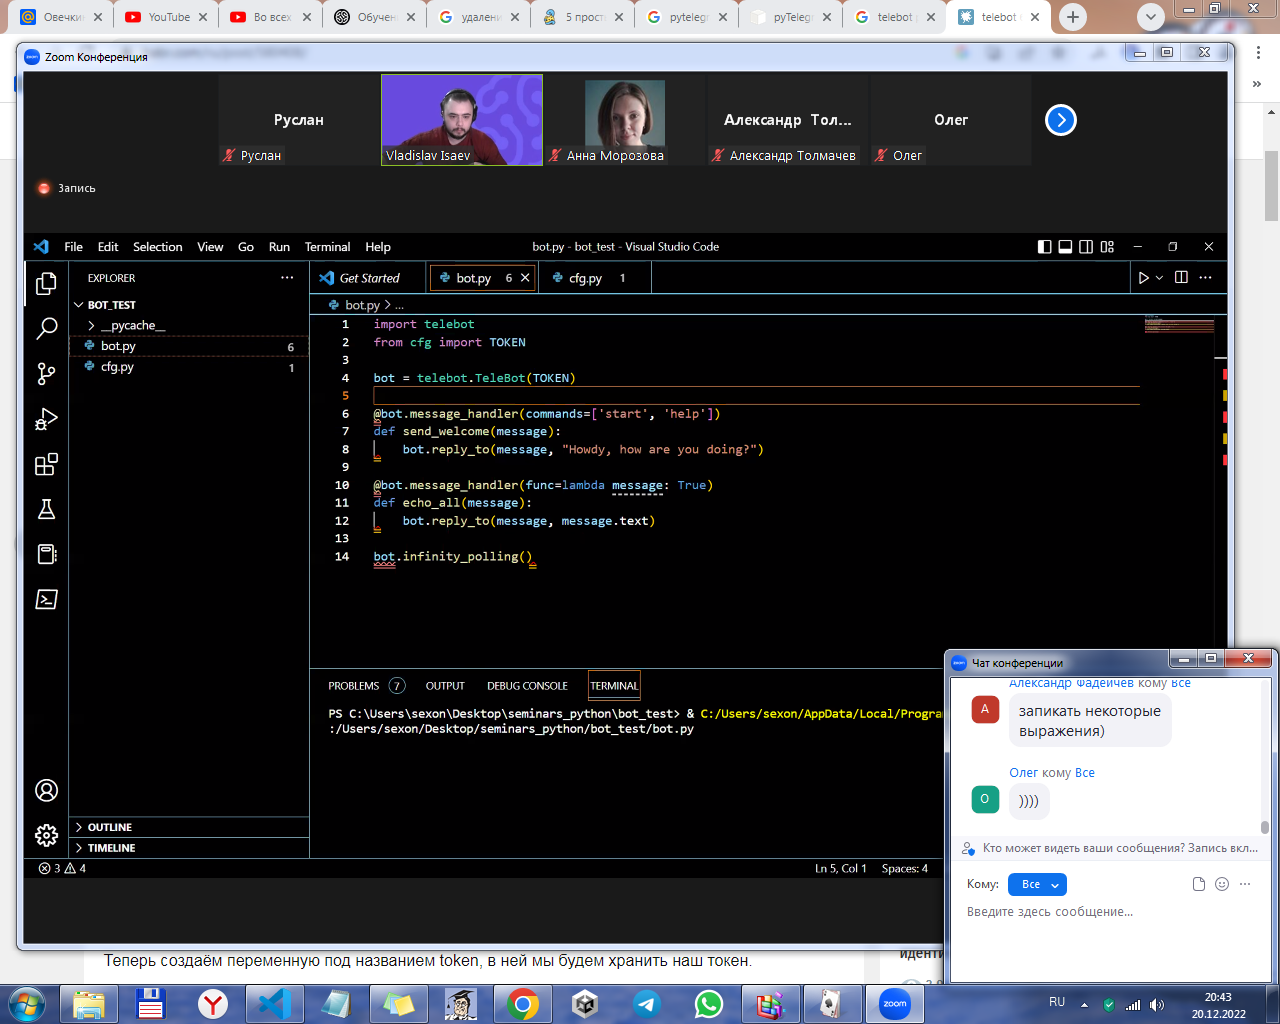 Овечки
YouTube
Во всех
Обучен
удален
5 прост
pytelegr
pyTelegr
telebot
telebot
Zoom Конференция
Руслан
Александр Тол...
Олег
Руслан
Vladislav Isaev
Анна Морозова
Александр Толмачев
Олег
Запись
File Edit Selection View Go Run Terminal Help
bot.py - bot_test - Visual Studio Code
EXPLORER
BOT_TEST
__pycache__
bot.py 6
cfg.py 1
OUTLINE
TIMELINE
Get Started
bot.py 6
cfg.py 1
bot.py > ...
1 import telebot
2 from cfg import TOKEN
3
4 bot = telebot.TeleBot(TOKEN)
5
6 @bot.message_handler(commands=['start', 'help'])
7 def send_welcome(message):
8 bot.reply_to(message, "Howdy, how are you doing?")
9
10 @bot.message_handler(func=lambda message: True)
11 def echo_all(message):
12 bot.reply_to(message, message.text)
13
14 bot.infinity_polling()
PROBLEMS 7 OUTPUT DEBUG CONSOLE TERMINAL
PS C:\Users\sexon\Desktop\seminars_python\bot_test> & C:/Users/sexon/AppData/Local/Program
:/Users/sexon/Desktop/seminars_python/bot_test/bot.py
3 4
Ln 5, Col 1 Spaces: 4
Чат конференции
Александр Фадеичев кому Все
А
запикать некоторые
выражения)
Олег кому Все
О
))))
Кто может видеть ваши сообщения? Запись вкл...
Кому: Все
Введите здесь сообщение...
Теперь создаём переменную под названием token, в ней мы будем хранить наш токен.
zoom
RU
20:43
20.12.2022